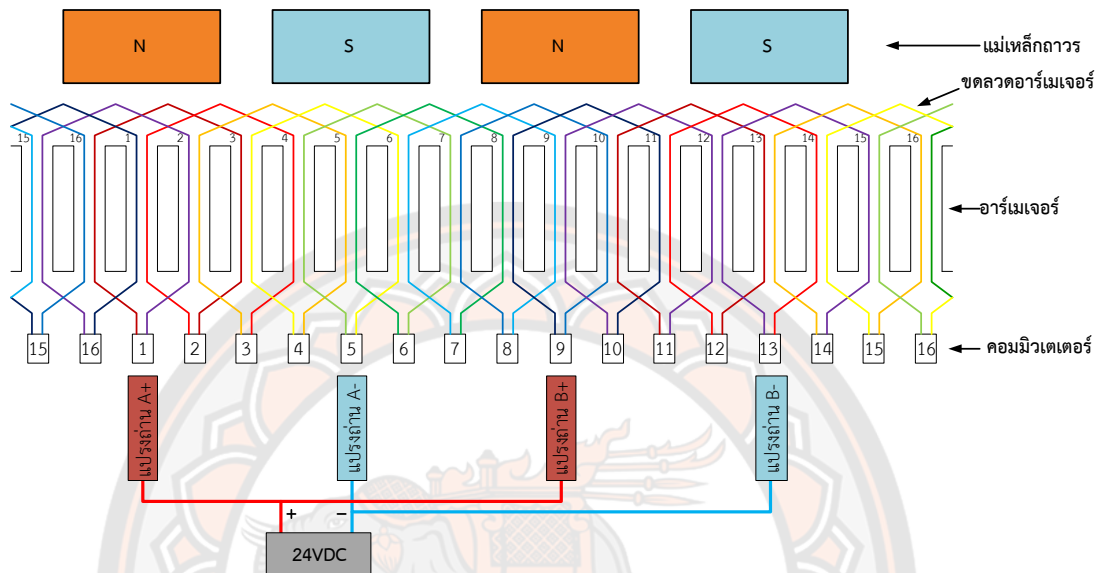 N S N S
แม่เหล็กถาวร
ขดลวดอาร์เมเจอร์
15 16 1 2 3 4 5 6 7 8 9 10 11 12 13 14 15 16
อาร์เมเจอร์
15 16 1 2 3 4 5 6 7 8 9 10 11 12 13 14 15 16
คอมมิวเตเตอร์
แปรงถ่าน A+
แปรงถ่าน A-
แปรงถ่าน B+
แปรงถ่าน B-
+ −
24VDC